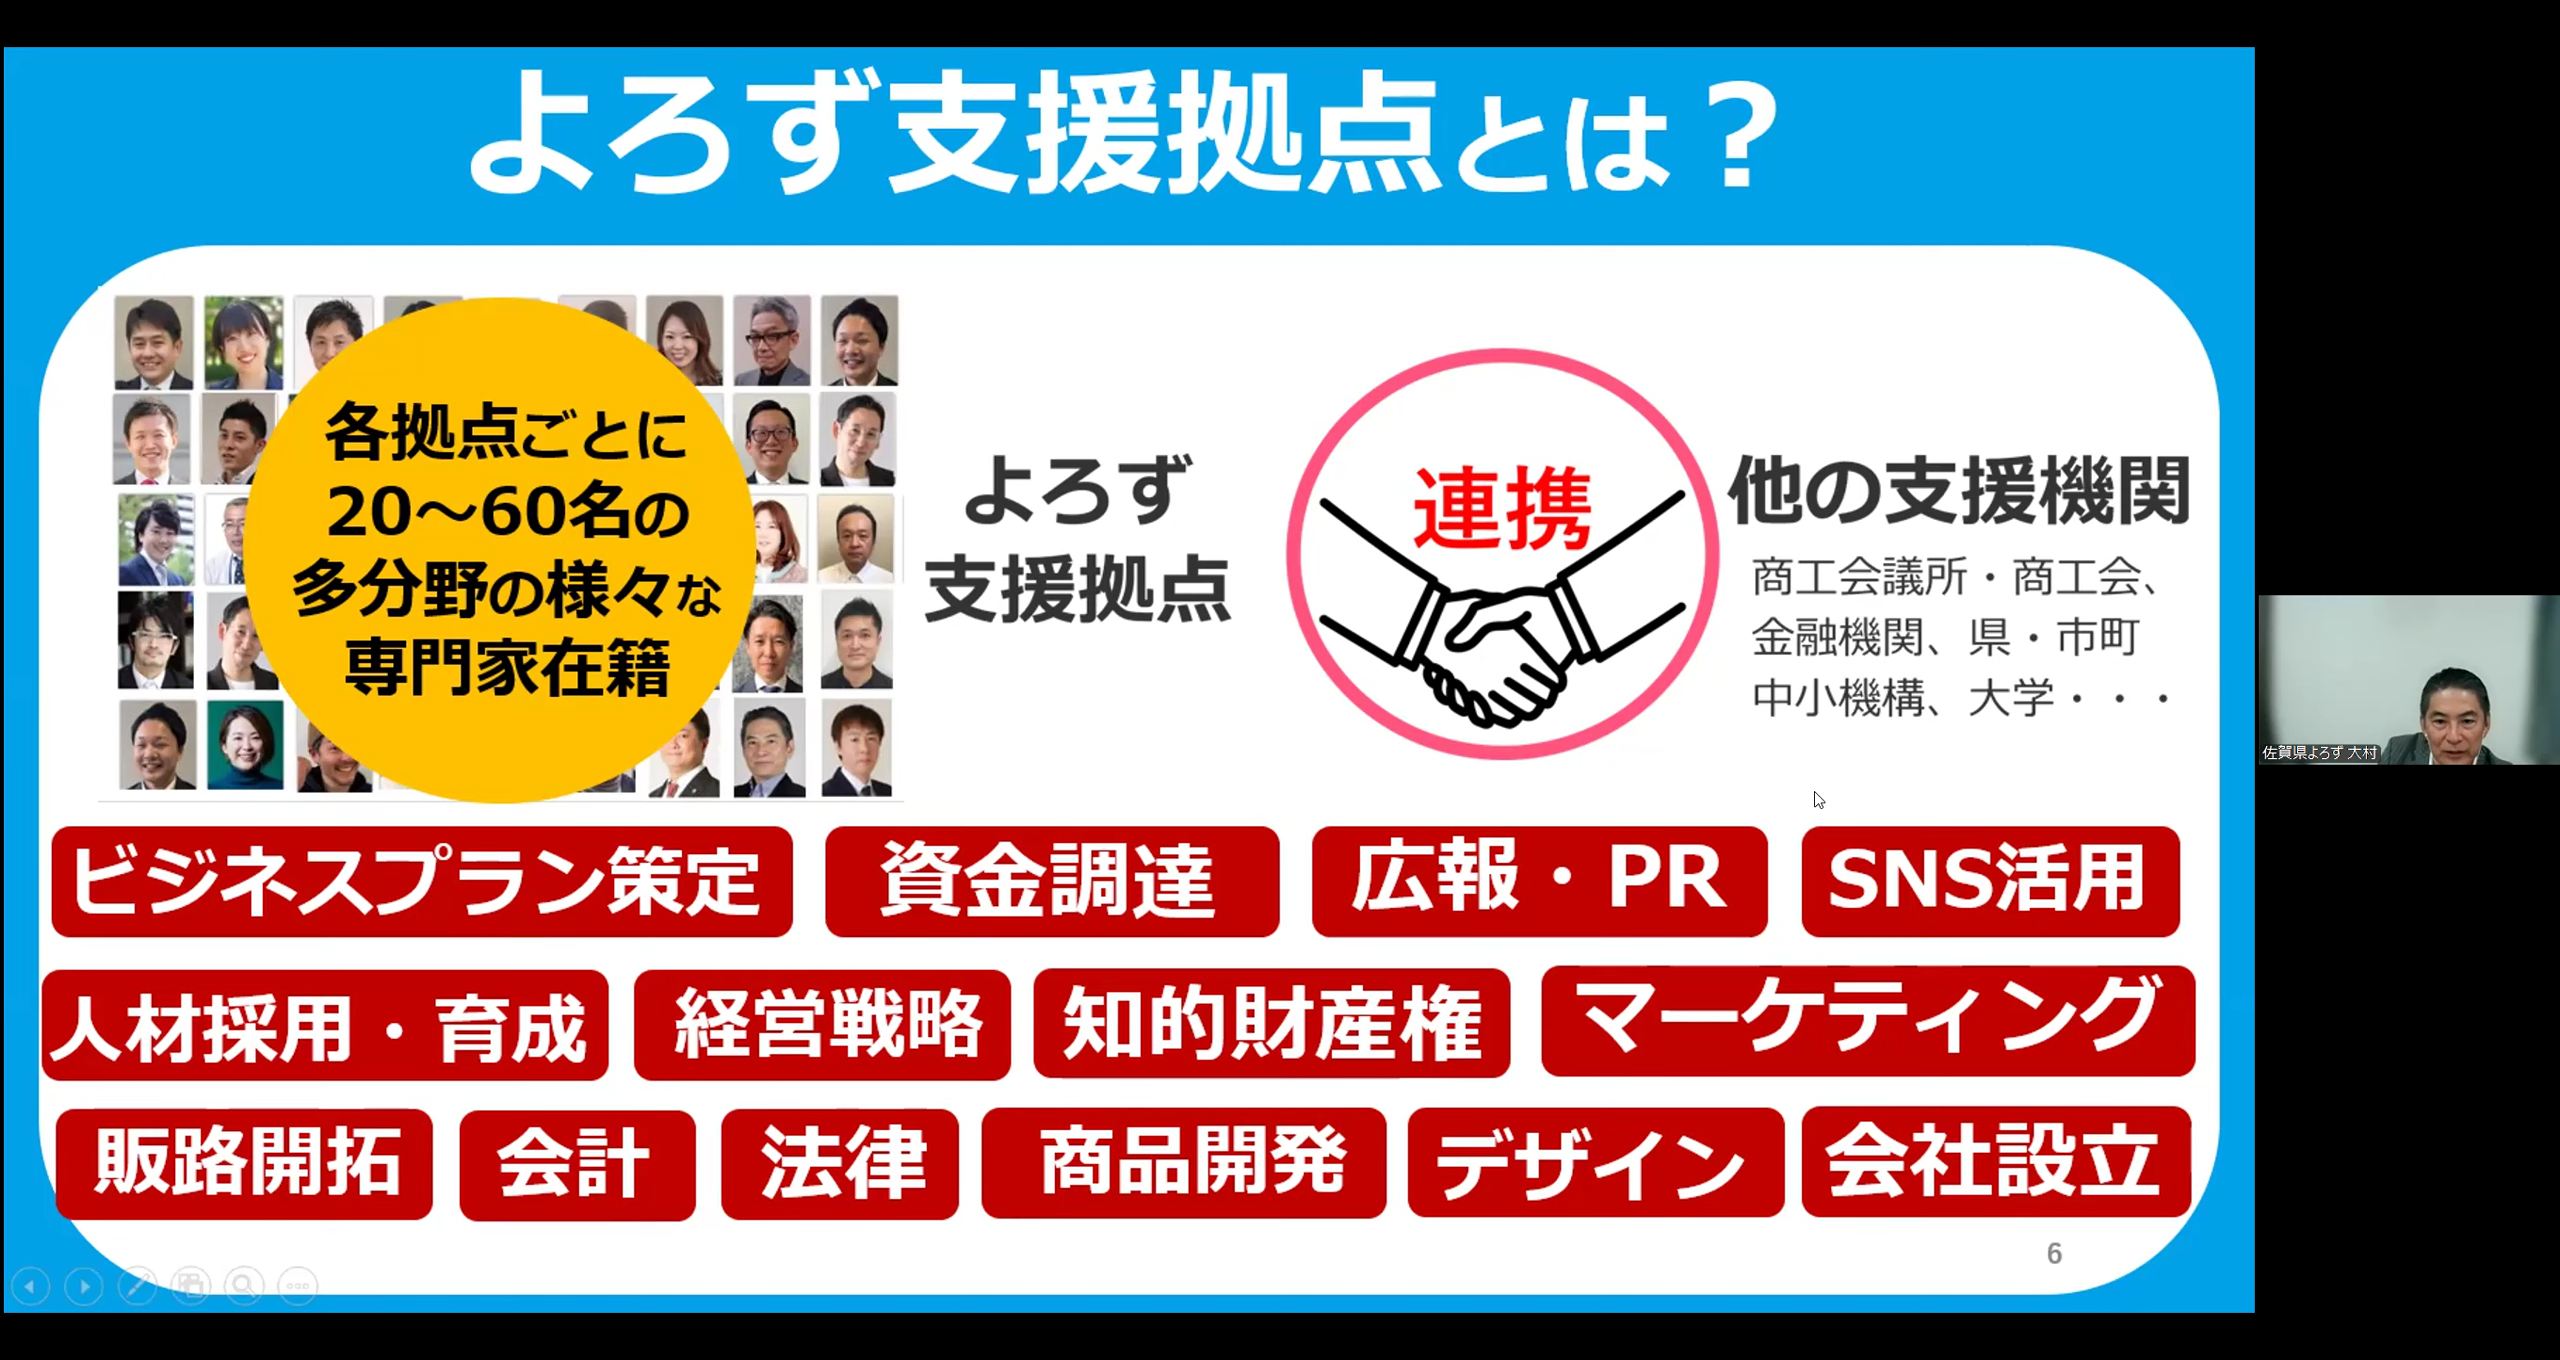 よろず支援拠点とは？
各拠点ごとに
20～60名の
多分野の様々な
専門家在籍
よろず
支援拠点
連携
他の支援機関
商工会議所・商工会、
金融機関、県・市町
中小機構、大学・・・
佐賀県よろず 大村
ビジネスプラン策定
資金調達
広報・PR
SNS活用
人材採用・育成
経営戦略
知的財産権
マーケティング
販路開拓
会計
法律
商品開発
デザイン
会社設立
6